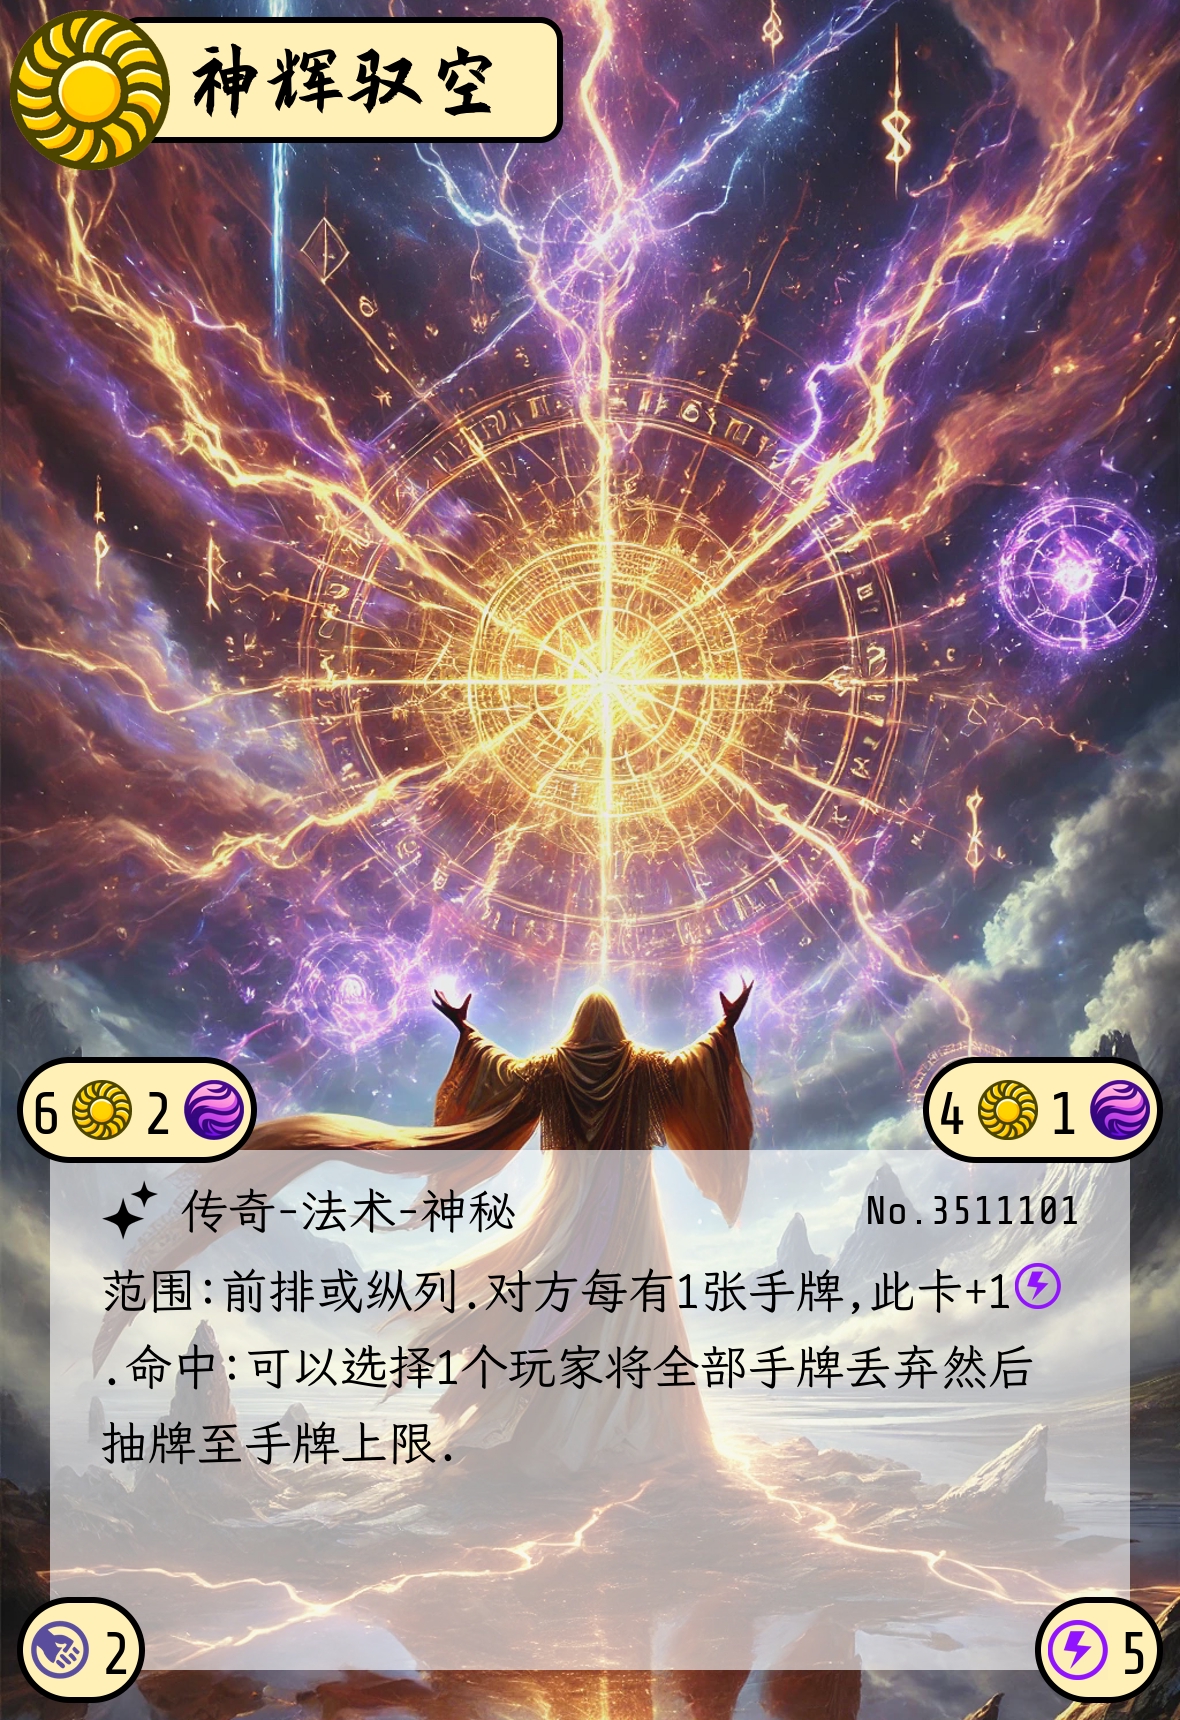 神辉驭空
6 2
4 1
传奇-法术-神秘
No.3511101
范围:前排或纵列.对方每有1张手牌,此卡+1
.命中:可以选择1个玩家将全部手牌丢弃然后
抽牌至手牌上限.
2
5